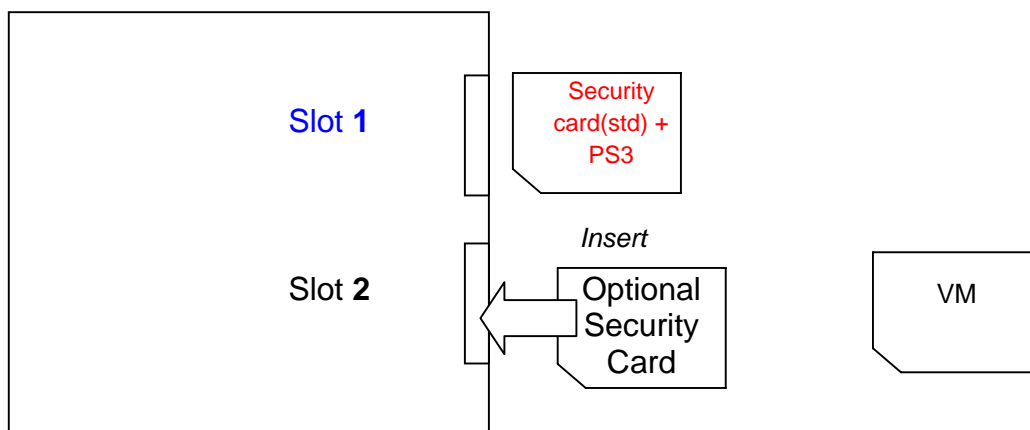 Slot 1
Security
card(std) +
PS3
Insert
Slot 2
Optional
Security
Card
VM